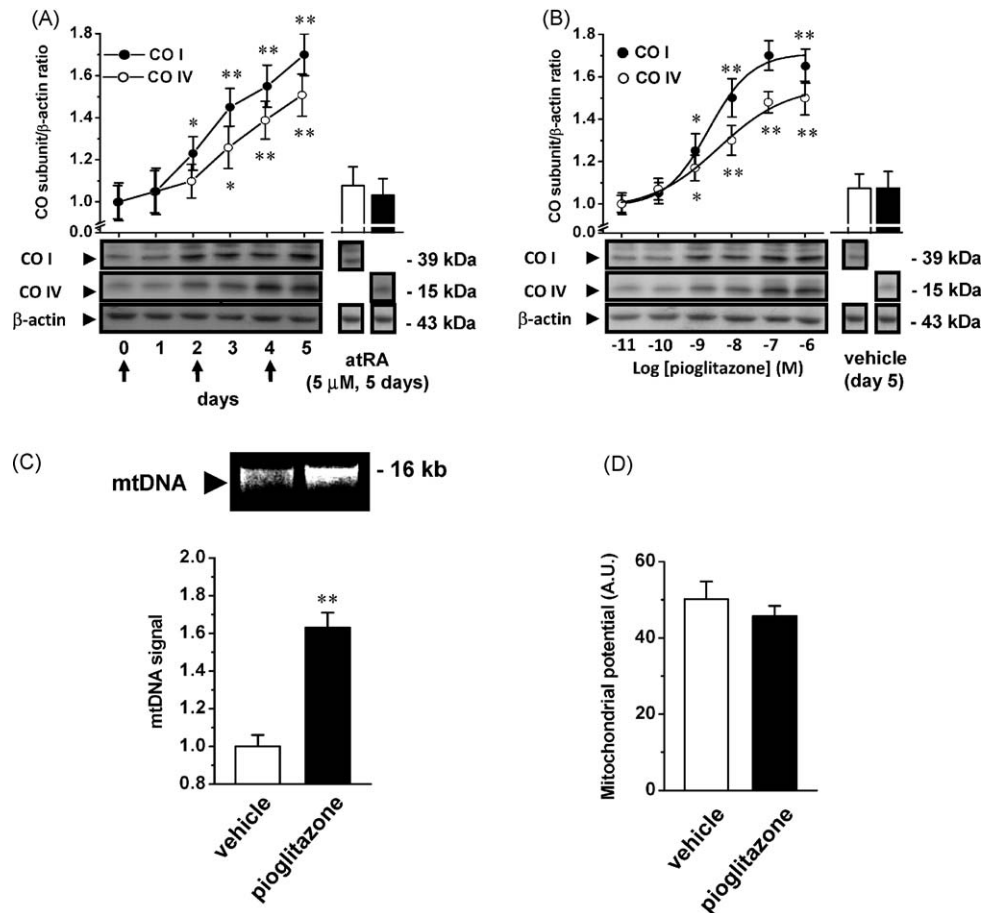 (A)
1.8
1.6
1.4
1.2
1.0
0.0
CO subunit/β-actin ratio
CO I
CO IV
*
**
**
**
*
**
**
CO I
CO IV
β-actin
- 39 kDa
- 15 kDa
- 43 kDa
0 1 2 3 4 5
days
atRA
(5 μM, 5 days)
(B)
1.8
1.6
1.4
1.2
1.0
0.0
CO subunit/β-actin ratio
CO I
CO IV
*
**
**
*
**
**
**
CO I
CO IV
β-actin
- 39 kDa
- 15 kDa
- 43 kDa
-11 -10 -9 -8 -7 -6
Log [pioglitazone] (M)
vehicle
(day 5)
(C)
mtDNA
- 16 kb
2.0
1.8
1.6
1.4
1.2
1.0
0.8
mtDNA signal
**
vehicle
pioglitazone
(D)
60
40
20
0
Mitochondrial potential (A.U.)
vehicle
pioglitazone